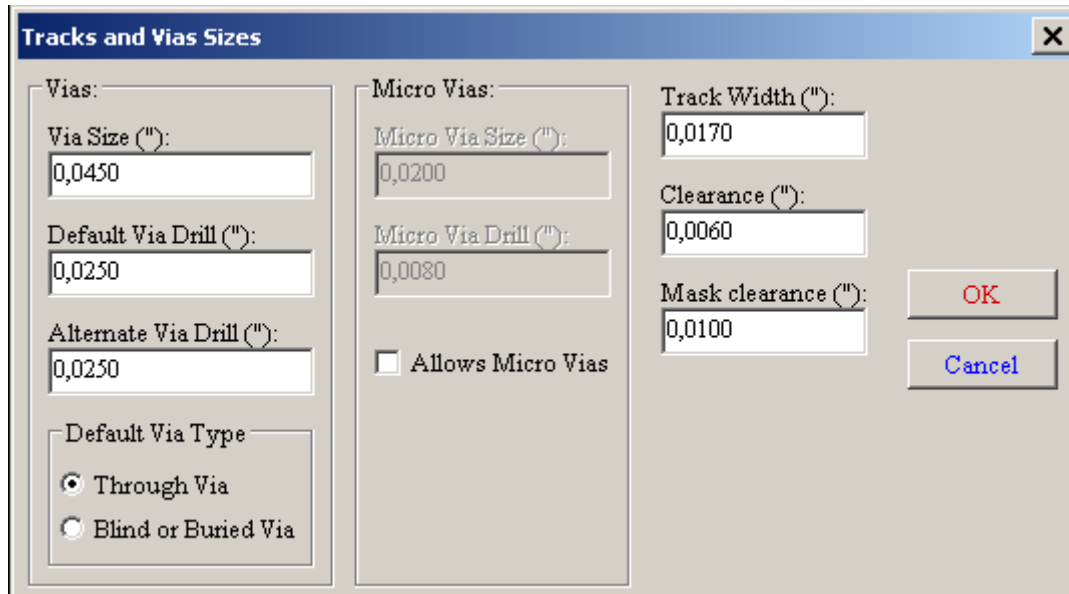 Tracks and Vias Sizes
Vias:
Via Size ("):
0,0450
Default Via Drill ("):
0,0250
Alternate Via Drill ("):
0,0250
Default Via Type
Through Via
Blind or Buried Via
Micro Vias:
Micro Via Size ("):
0,0200
Micro Via Drill ("):
0,0080
Allows Micro Vias
Track Width ("):
0,0170
Clearance ("):
0,0060
Mask clearance ("):
0,0100
OK
Cancel